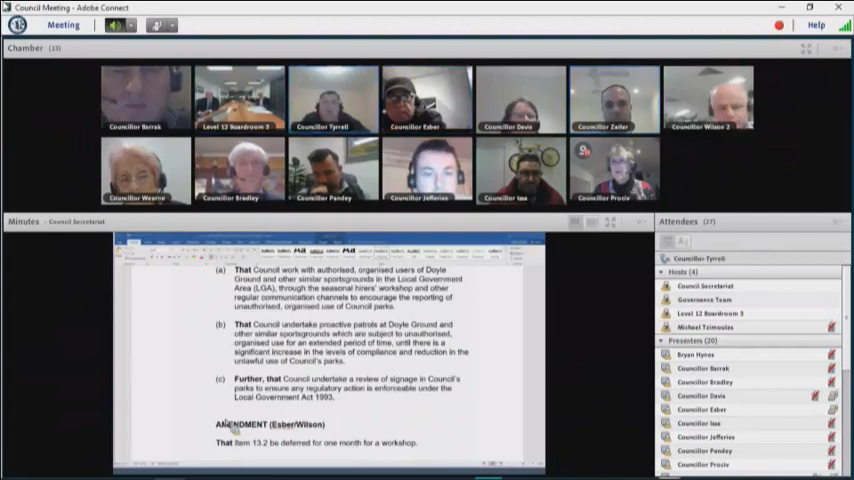 Council Meeting - Adobe Connect
Meeting
Help
Chamber (13)
Councillor Barrak
Level 12 Boardroom 3
Councillor Tyrrell
Councillor Esber
Councillor Davis
Councillor Zaiter
Councillor Wilson 2
Councillor Wearne
Councillor Bradley
Councillor Pandey
Councillor Jefferies
Councillor Issa
Councillor Prociv
Minutes - Council Secretariat
(a) That Council work with authorised, organised users of Doyle
Ground and other similar sportsgrounds in the Local Government
Area (LGA), through the seasonal hirers' workshop and other
regular communication channels to encourage the reporting of
unauthorised, organised use of Council parks.
(b) That Council undertake proactive patrols at Doyle Ground and
other similar sportsgrounds which are subject to unauthorised,
organised use for an extended period of time, until there is a
significant increase in the levels of compliance and reduction in the
unlawful use of Council's parks.
(c) Further, that Council undertake a review of signage in Council's
parks to ensure any regulatory action is enforceable under the
Local Government Act 1993.
AMENDMENT (Esber/Wilson)
That Item 13.2 be deferred for one month for a workshop.
Attendees (27)
Councillor Tyrrell
Hosts (4)
Council Secretariat
Governance Team
Level 12 Boardroom 3
Michael Tzimoulas
Presenters (20)
Bryan Hynes
Councillor Barrak
Councillor Bradley
Councillor Davis
Councillor Esber
Councillor Issa
Councillor Jefferies
Councillor Pandey
Councillor Prociv